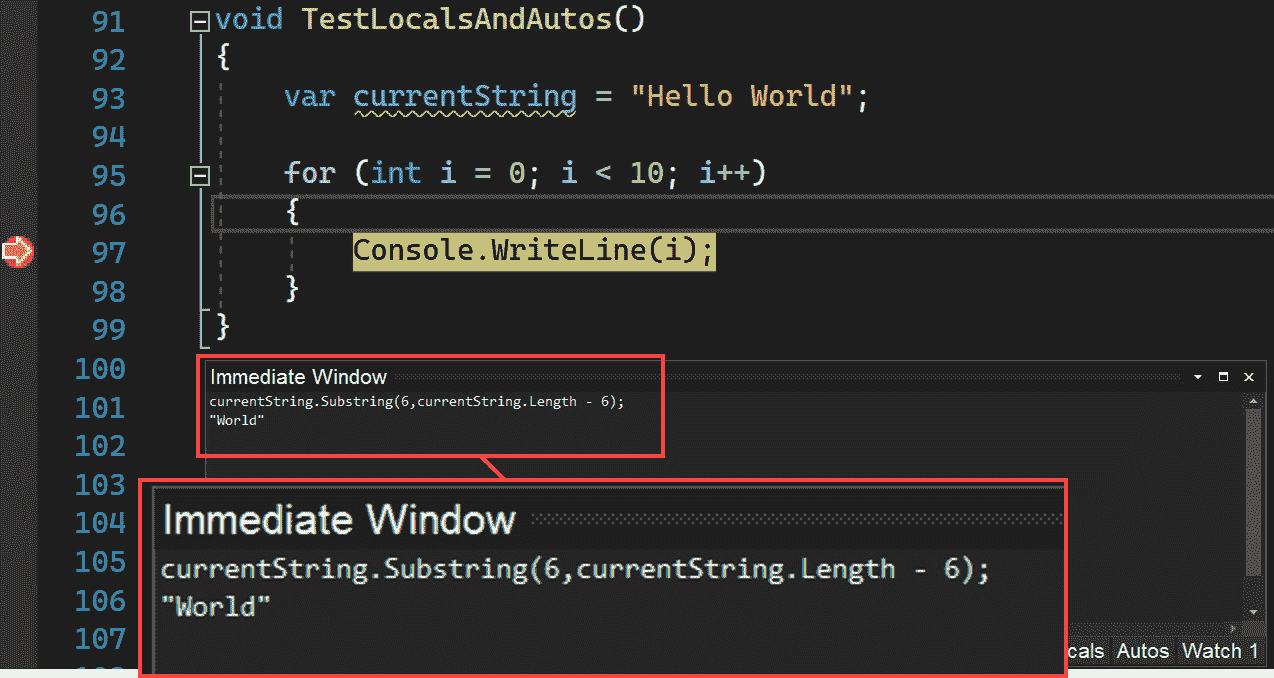 91 void TestLocalsAndAutos()
92 {
93 var currentString = "Hello World";
94
95 for (int i = 0; i < 10; i++)
96 {
97 Console.WriteLine(i);
98 }
99 }
100
101
102
103
104
105
106
107
Immediate Window
currentString.Substring(6,currentString.Length - 6);
"World"
Immediate Window
currentString.Substring(6,currentString.Length - 6);
"World"
cals Autos Watch 1